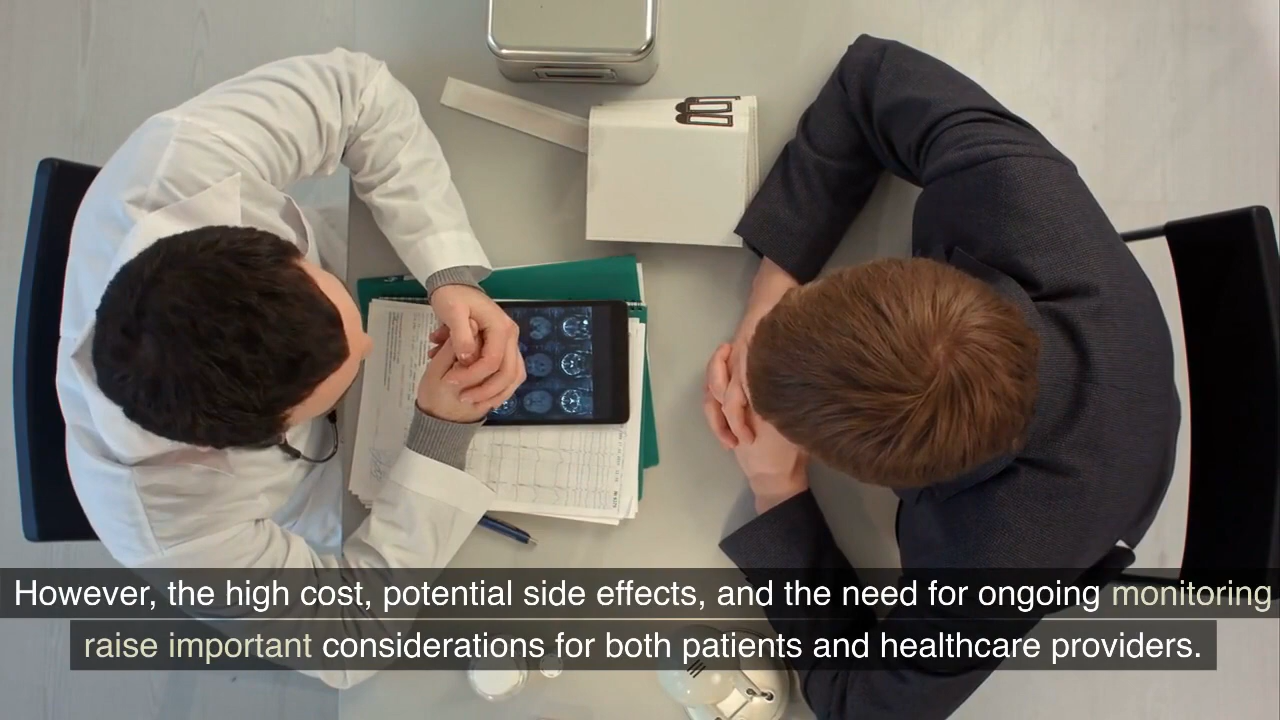 However, the high cost, potential side effects, and the need for ongoing monitoring
raise important considerations for both patients and healthcare providers.